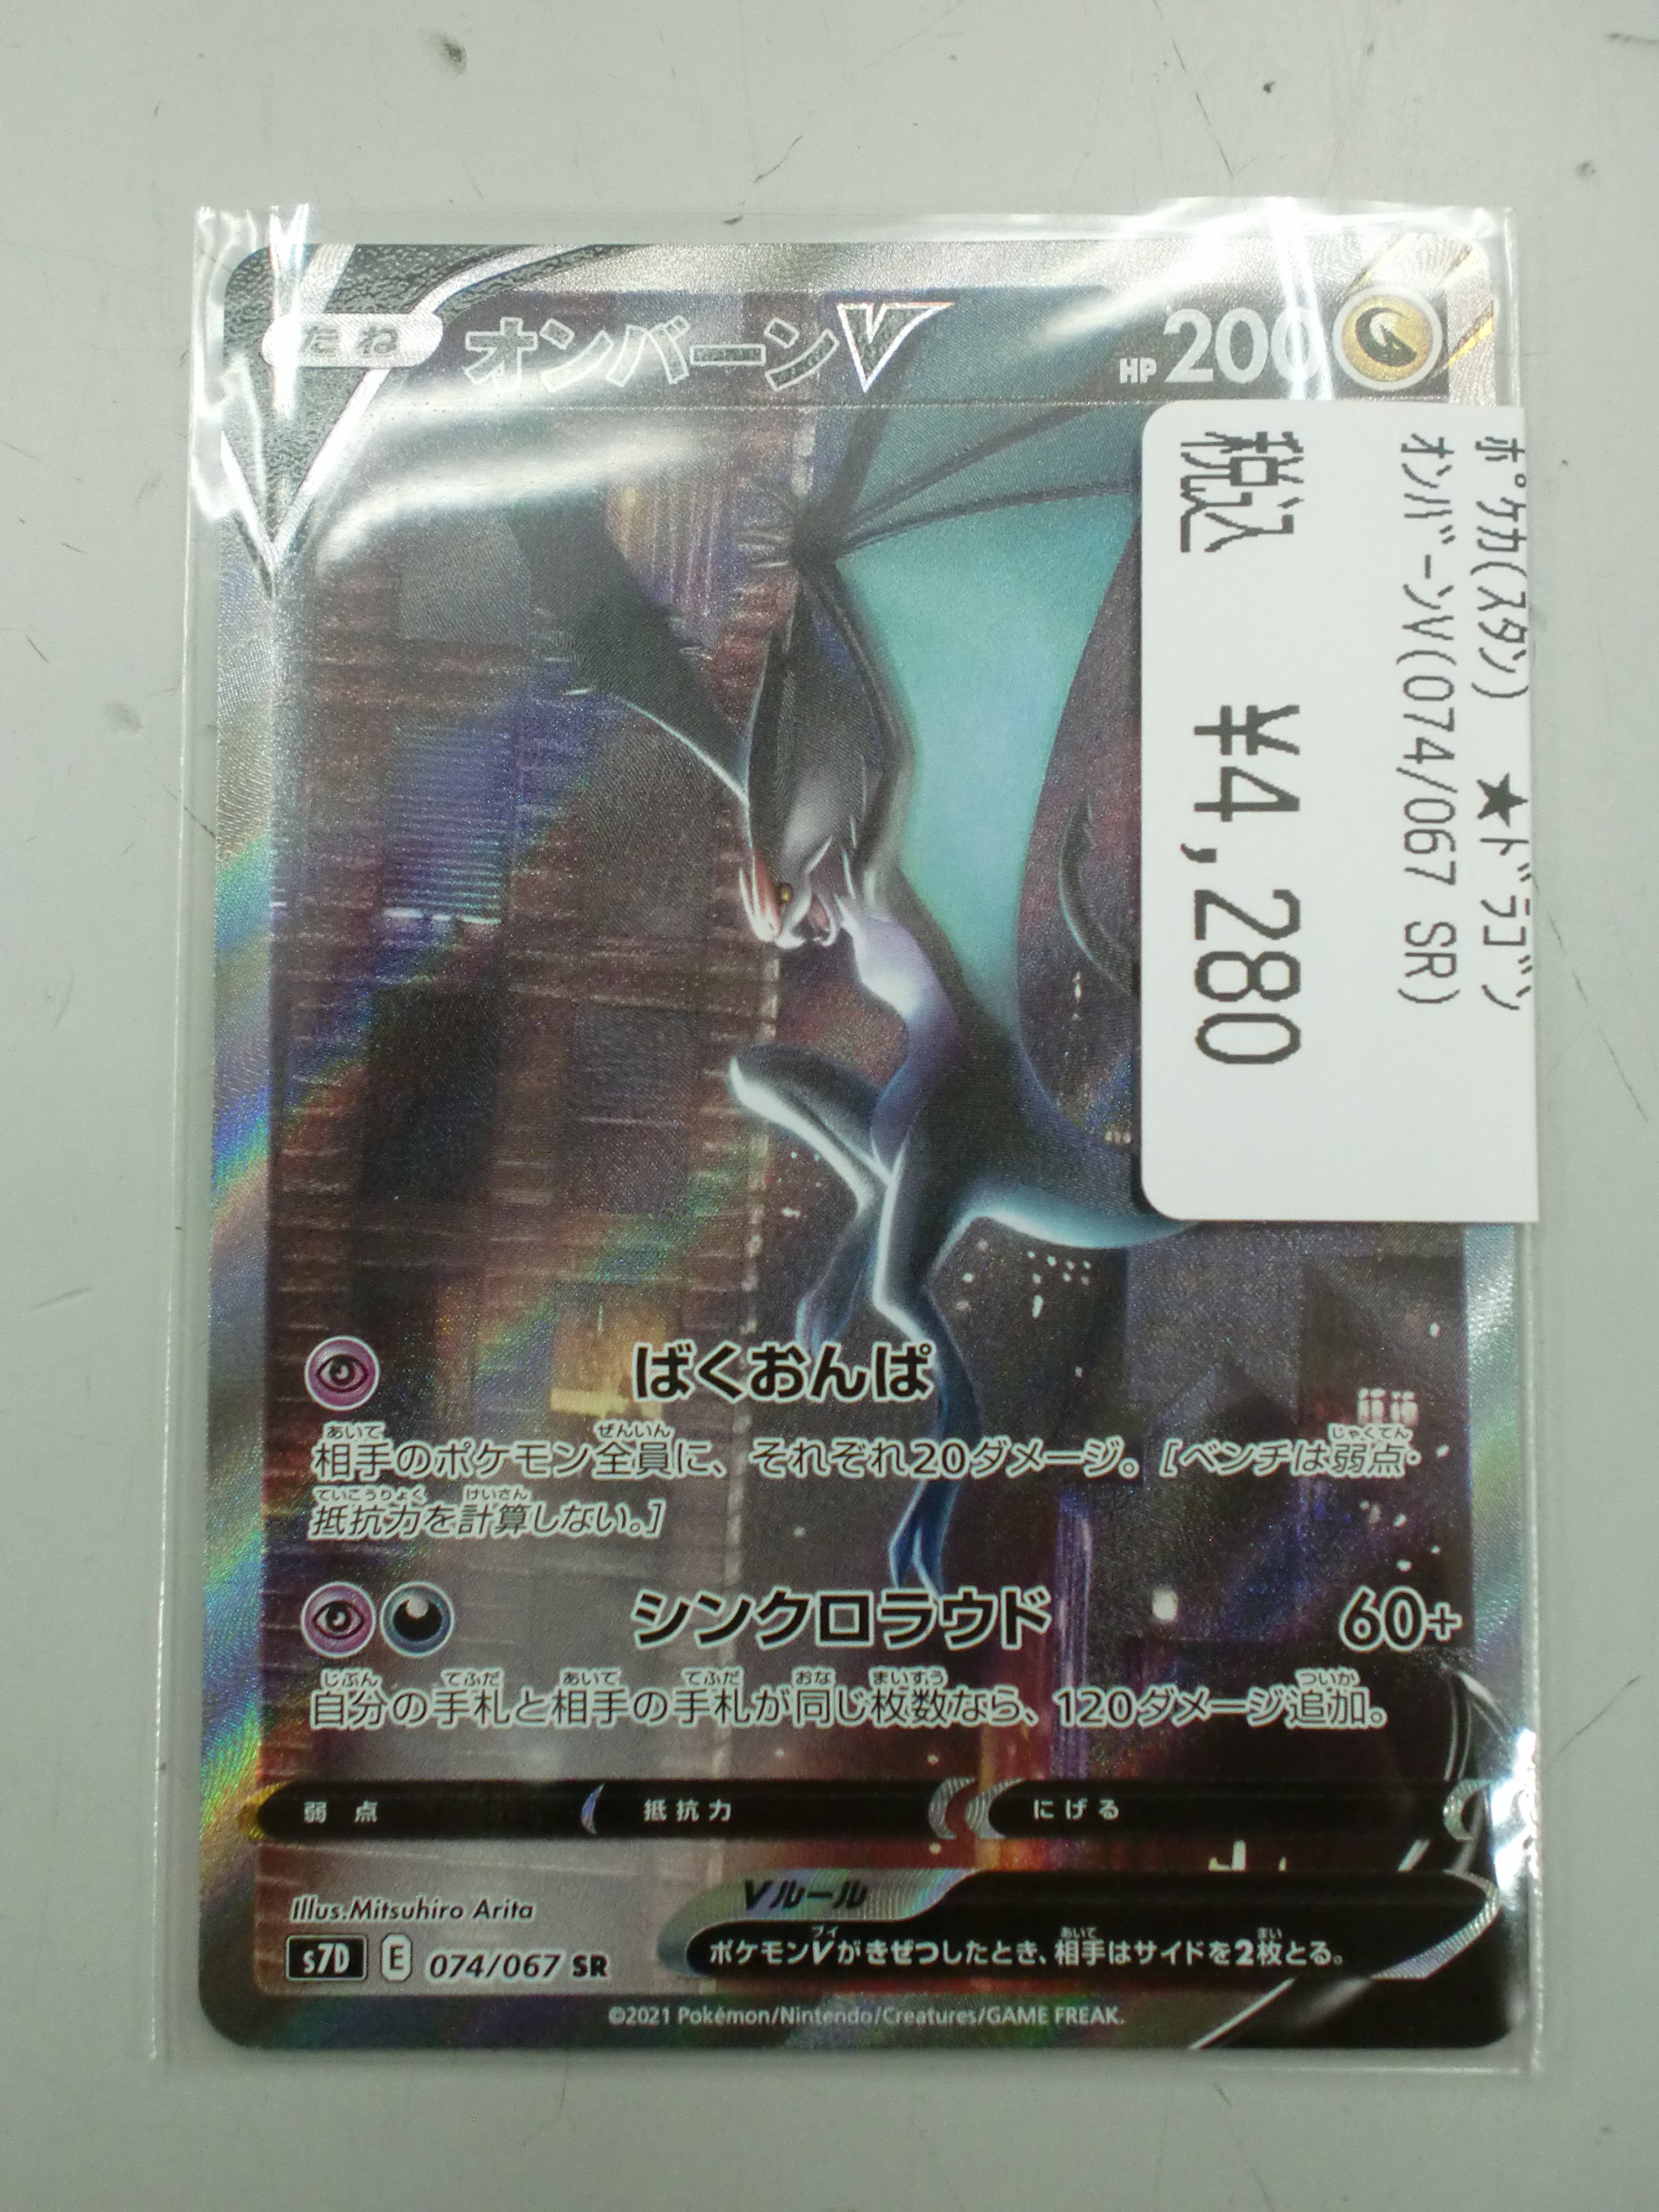 たね
オンバーンV
HP 200
ポケカ(スタン) ★ドラゴン
オンバーンV(074/067 SR)
税込 ¥4,280
ばくおんぱ
相手のポケモン全員に、それぞれ20ダメージ。[ベンチは弱点・
抵抗力を計算しない。]
シンクロラウド 60+
自分の手札と相手の手札が同じ枚数なら、120ダメージ追加。
弱点 抵抗力 にげる
Illus.Mitsuhiro Arita
Vルール
ポケモンVがきぜつしたとき、相手はサイドを2枚とる。
s7D E 074/067 SR
©2021 Pokémon/Nintendo/Creatures/GAME FREAK.